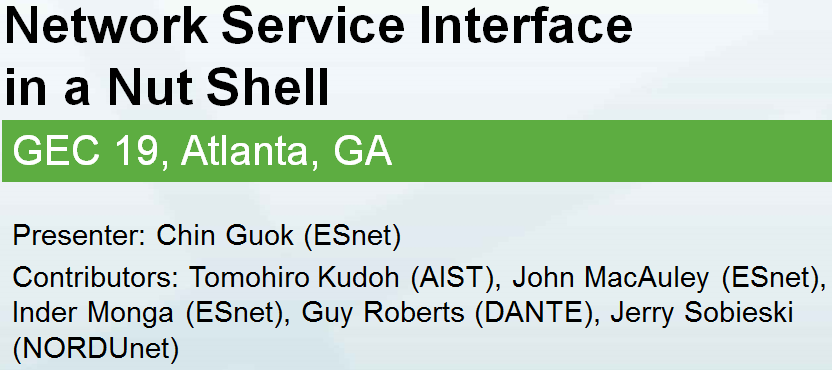 Network Service Interface
in a Nut Shell
GEC 19, Atlanta, GA
Presenter: Chin Guok (ESnet)
Contributors: Tomohiro Kudoh (AIST), John MacAuley (ESnet),
Inder Monga (ESnet), Guy Roberts (DANTE), Jerry Sobieski
(NORDUnet)